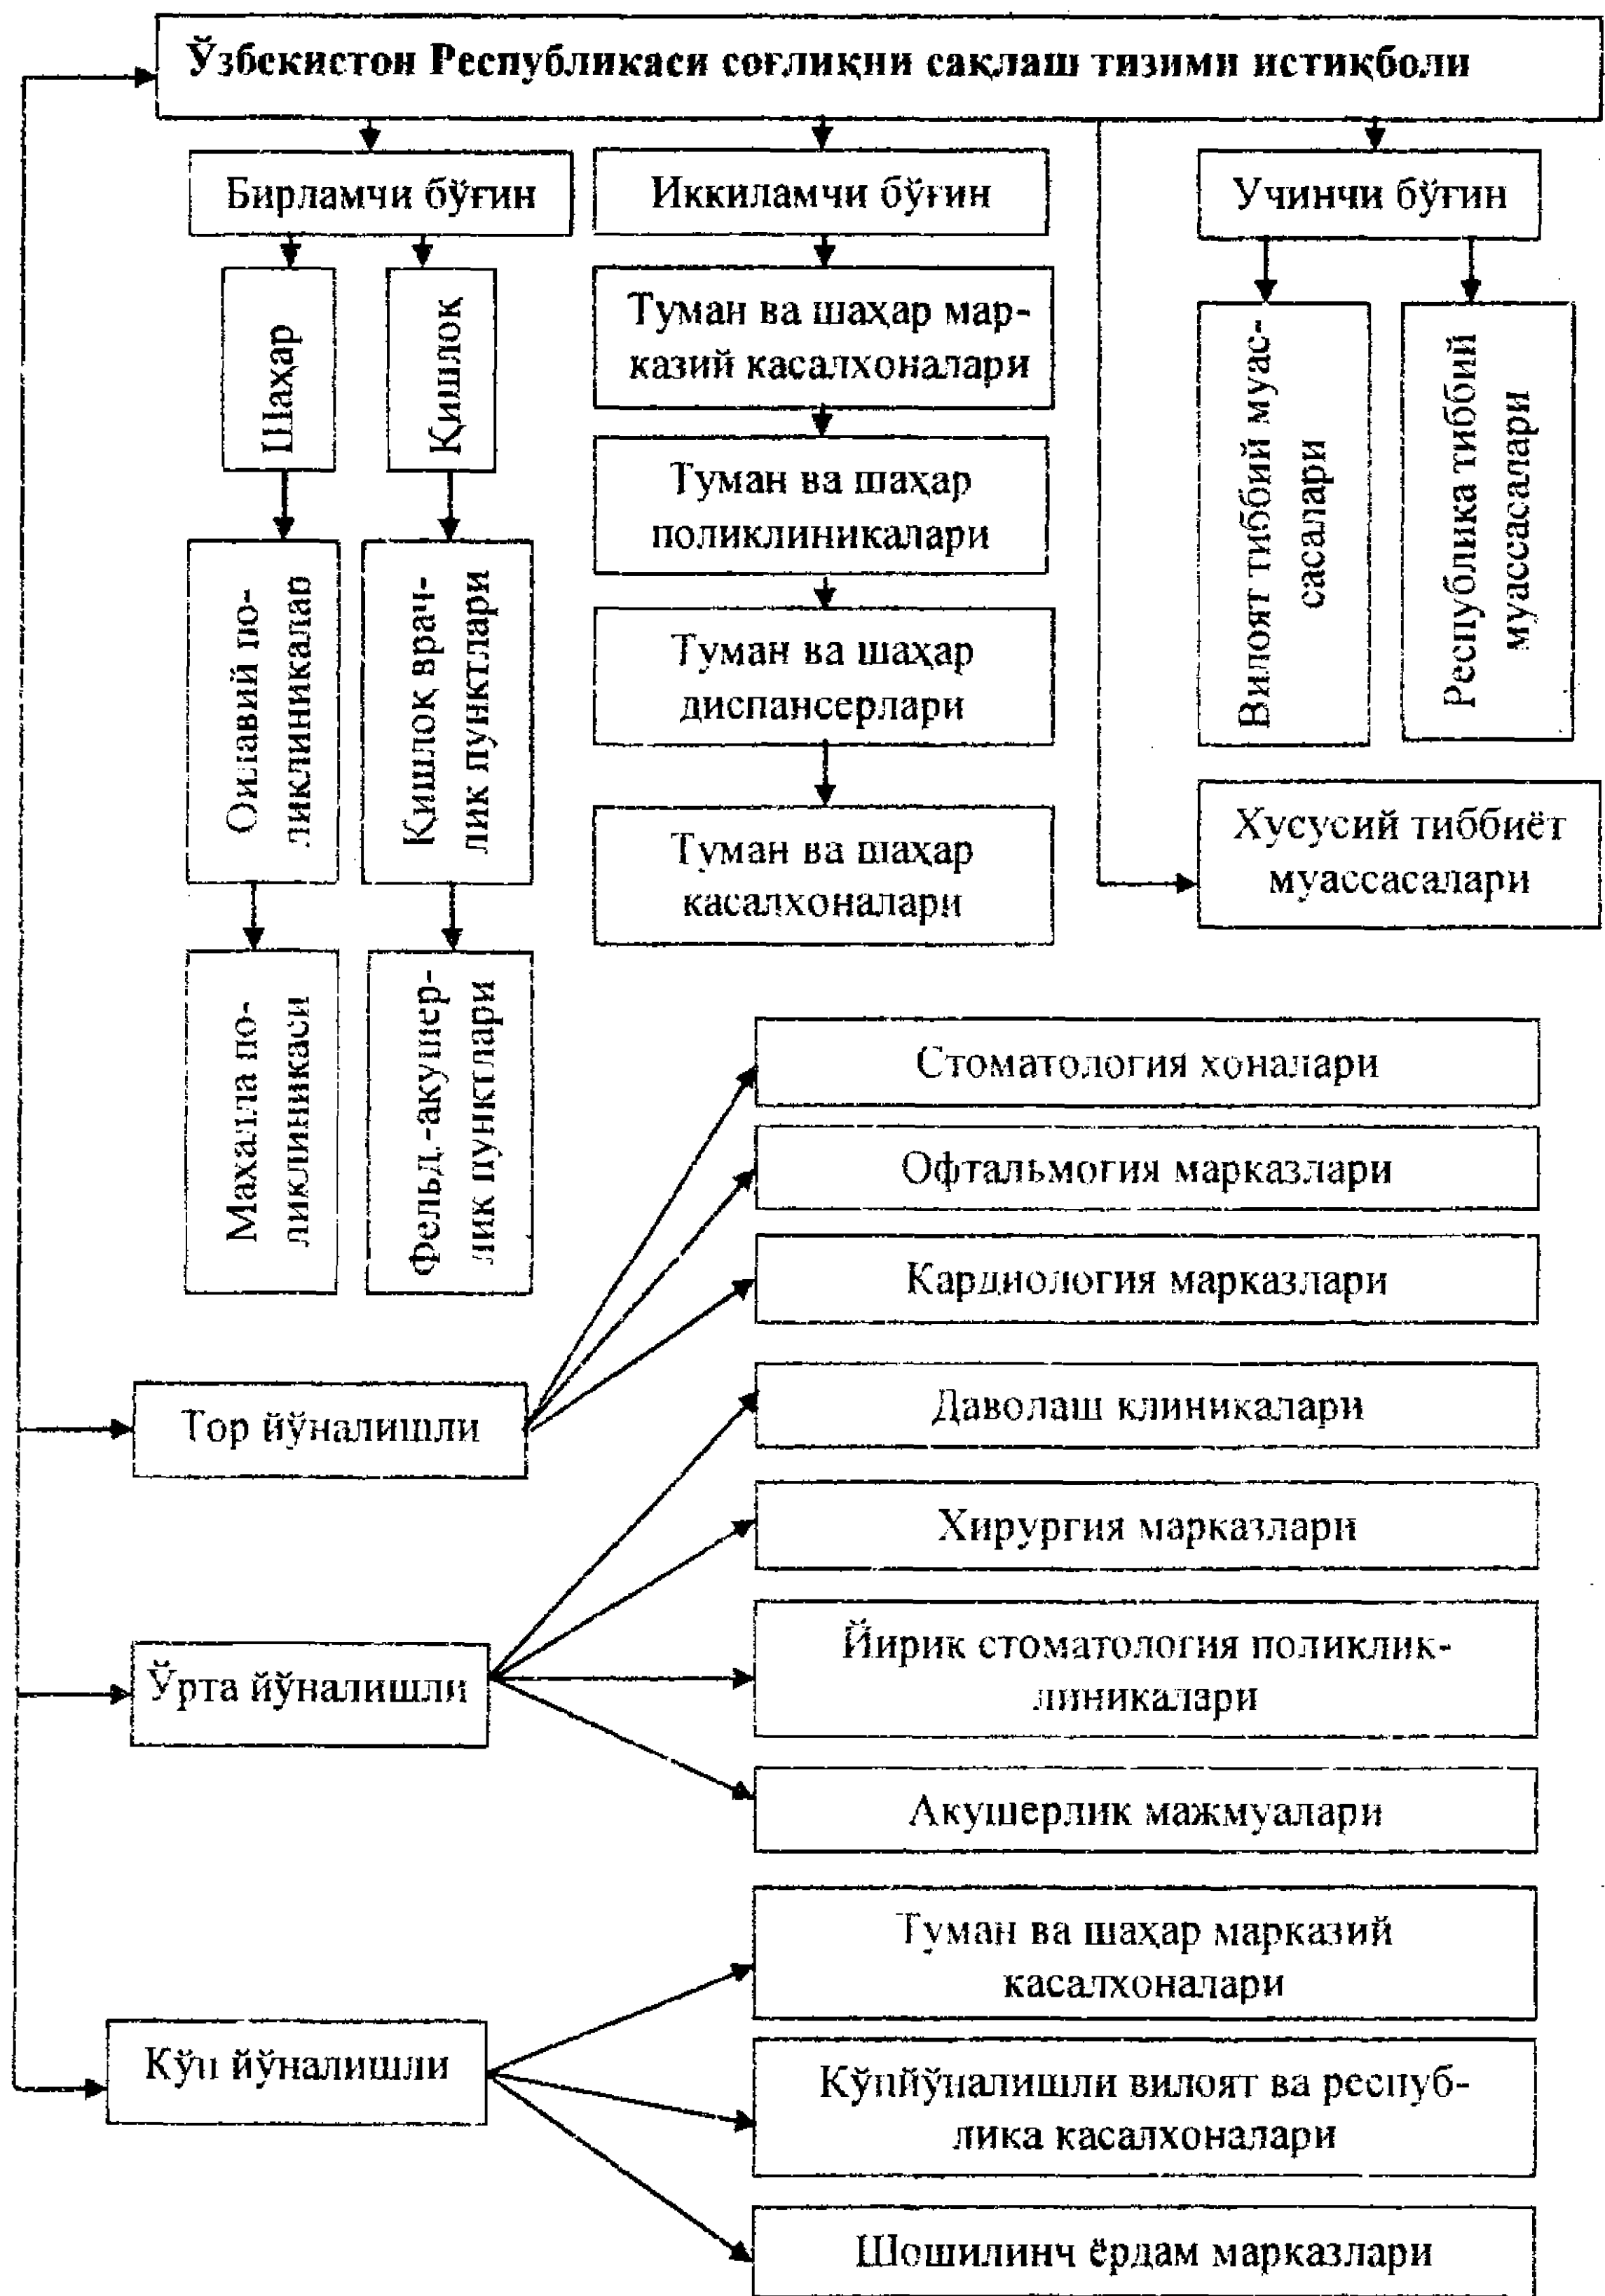 Ўзбекистон Республикаси соғлиқни сақлаш тизими истиқболи
Бирламчи бўғин
Иккиламчи бўғин
Учинчи бўғин
Шаҳар
Қишлоқ
Туман ва шаҳар мар-
казий касалхоналари
Туман ва шаҳар
поликлиникалари
Туман ва шаҳар
диспансерлари
Туман ва шаҳар
касалхоналари
Вилоят тиббий муас-
сасалари
Республика тиббий
муассасалари
Хусусий тиббиёт
муассасалари
Оилавий по-
ликлиникалар
Қишлоқ врач-
лик пунктлари
Махалла по-
ликлиникаси
Фельд.-акушер-
лик пунктлари
Стоматология хоналари
Офтальмогия марказлари
Кардиология марказлари
Тор йўналишли
Даволаш клиникалари
Хирургия марказлари
Ўрта йўналишли
Йирик стоматология поликлик-
линикалари
Акушерлик мажмуалари
Туман ва шаҳар марказий
касалхоналари
Кўп йўналишли
Кўпйўналишли вилоят ва респуб-
лика касалхоналари
Шошилинч ёрдам марказлари